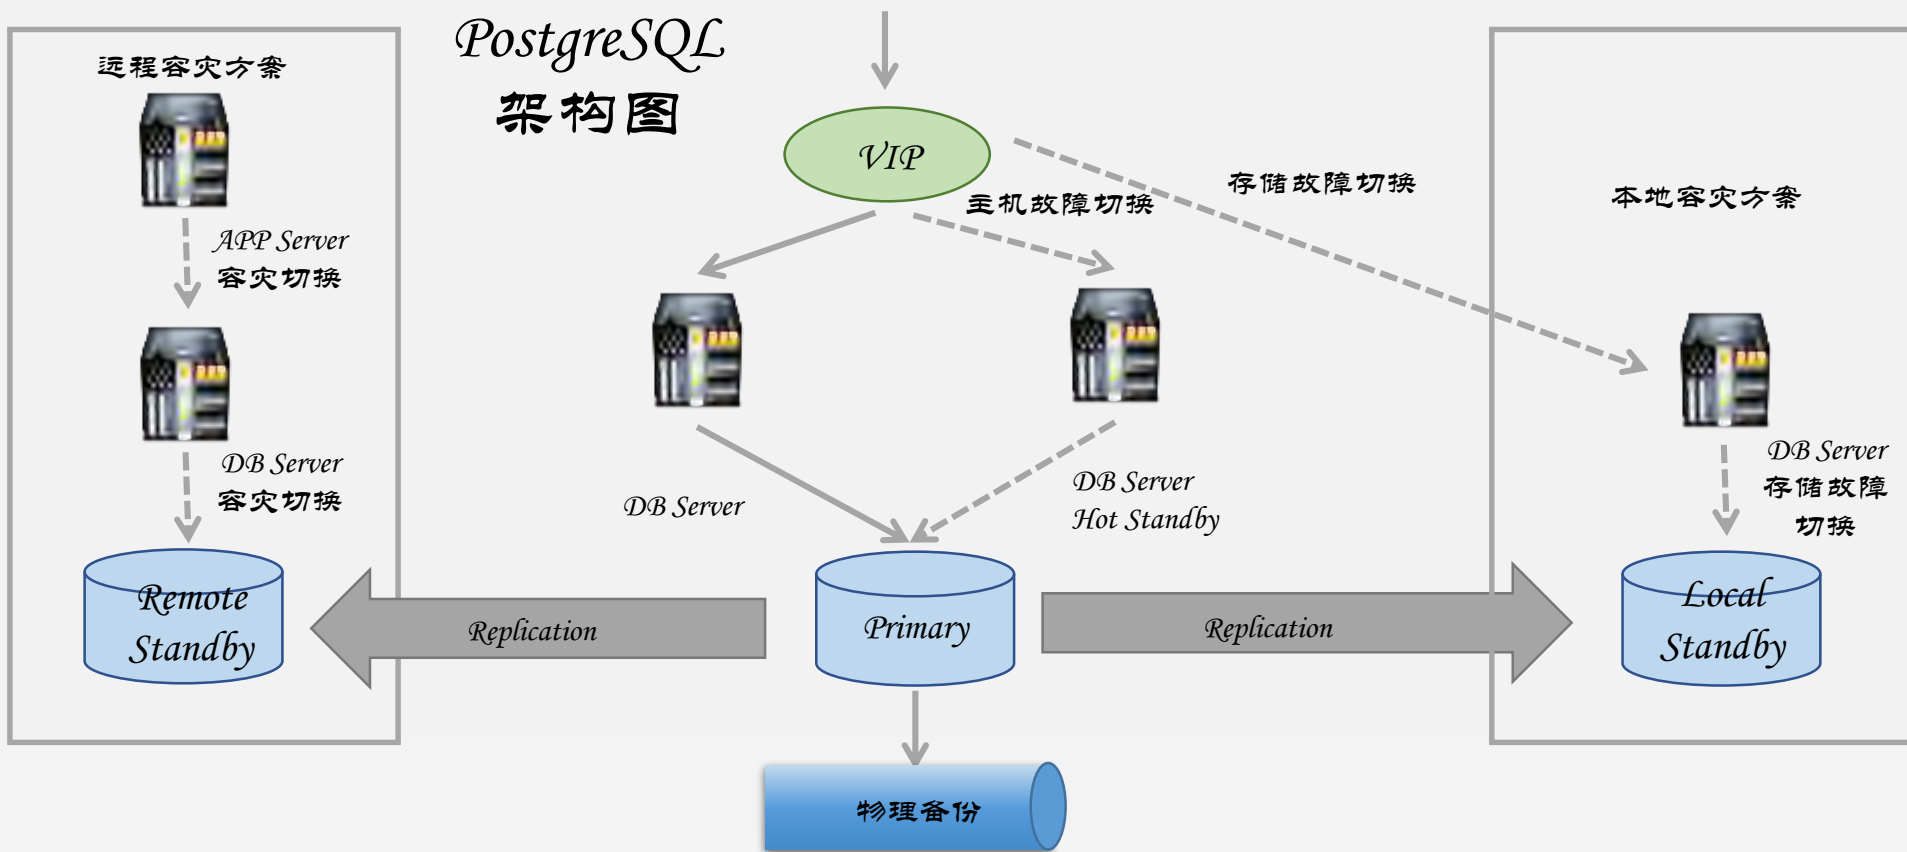 PostgreSQL
架构图
远程容灾方案
APP Server
容灾切换
DB Server
容灾切换
Remote
Standby
Replication
VIP
主机故障切换
存储故障切换
DB Server
DB Server
Hot Standby
Primary
物理备份
Replication
本地容灾方案
DB Server
存储故障
切换
Local
Standby